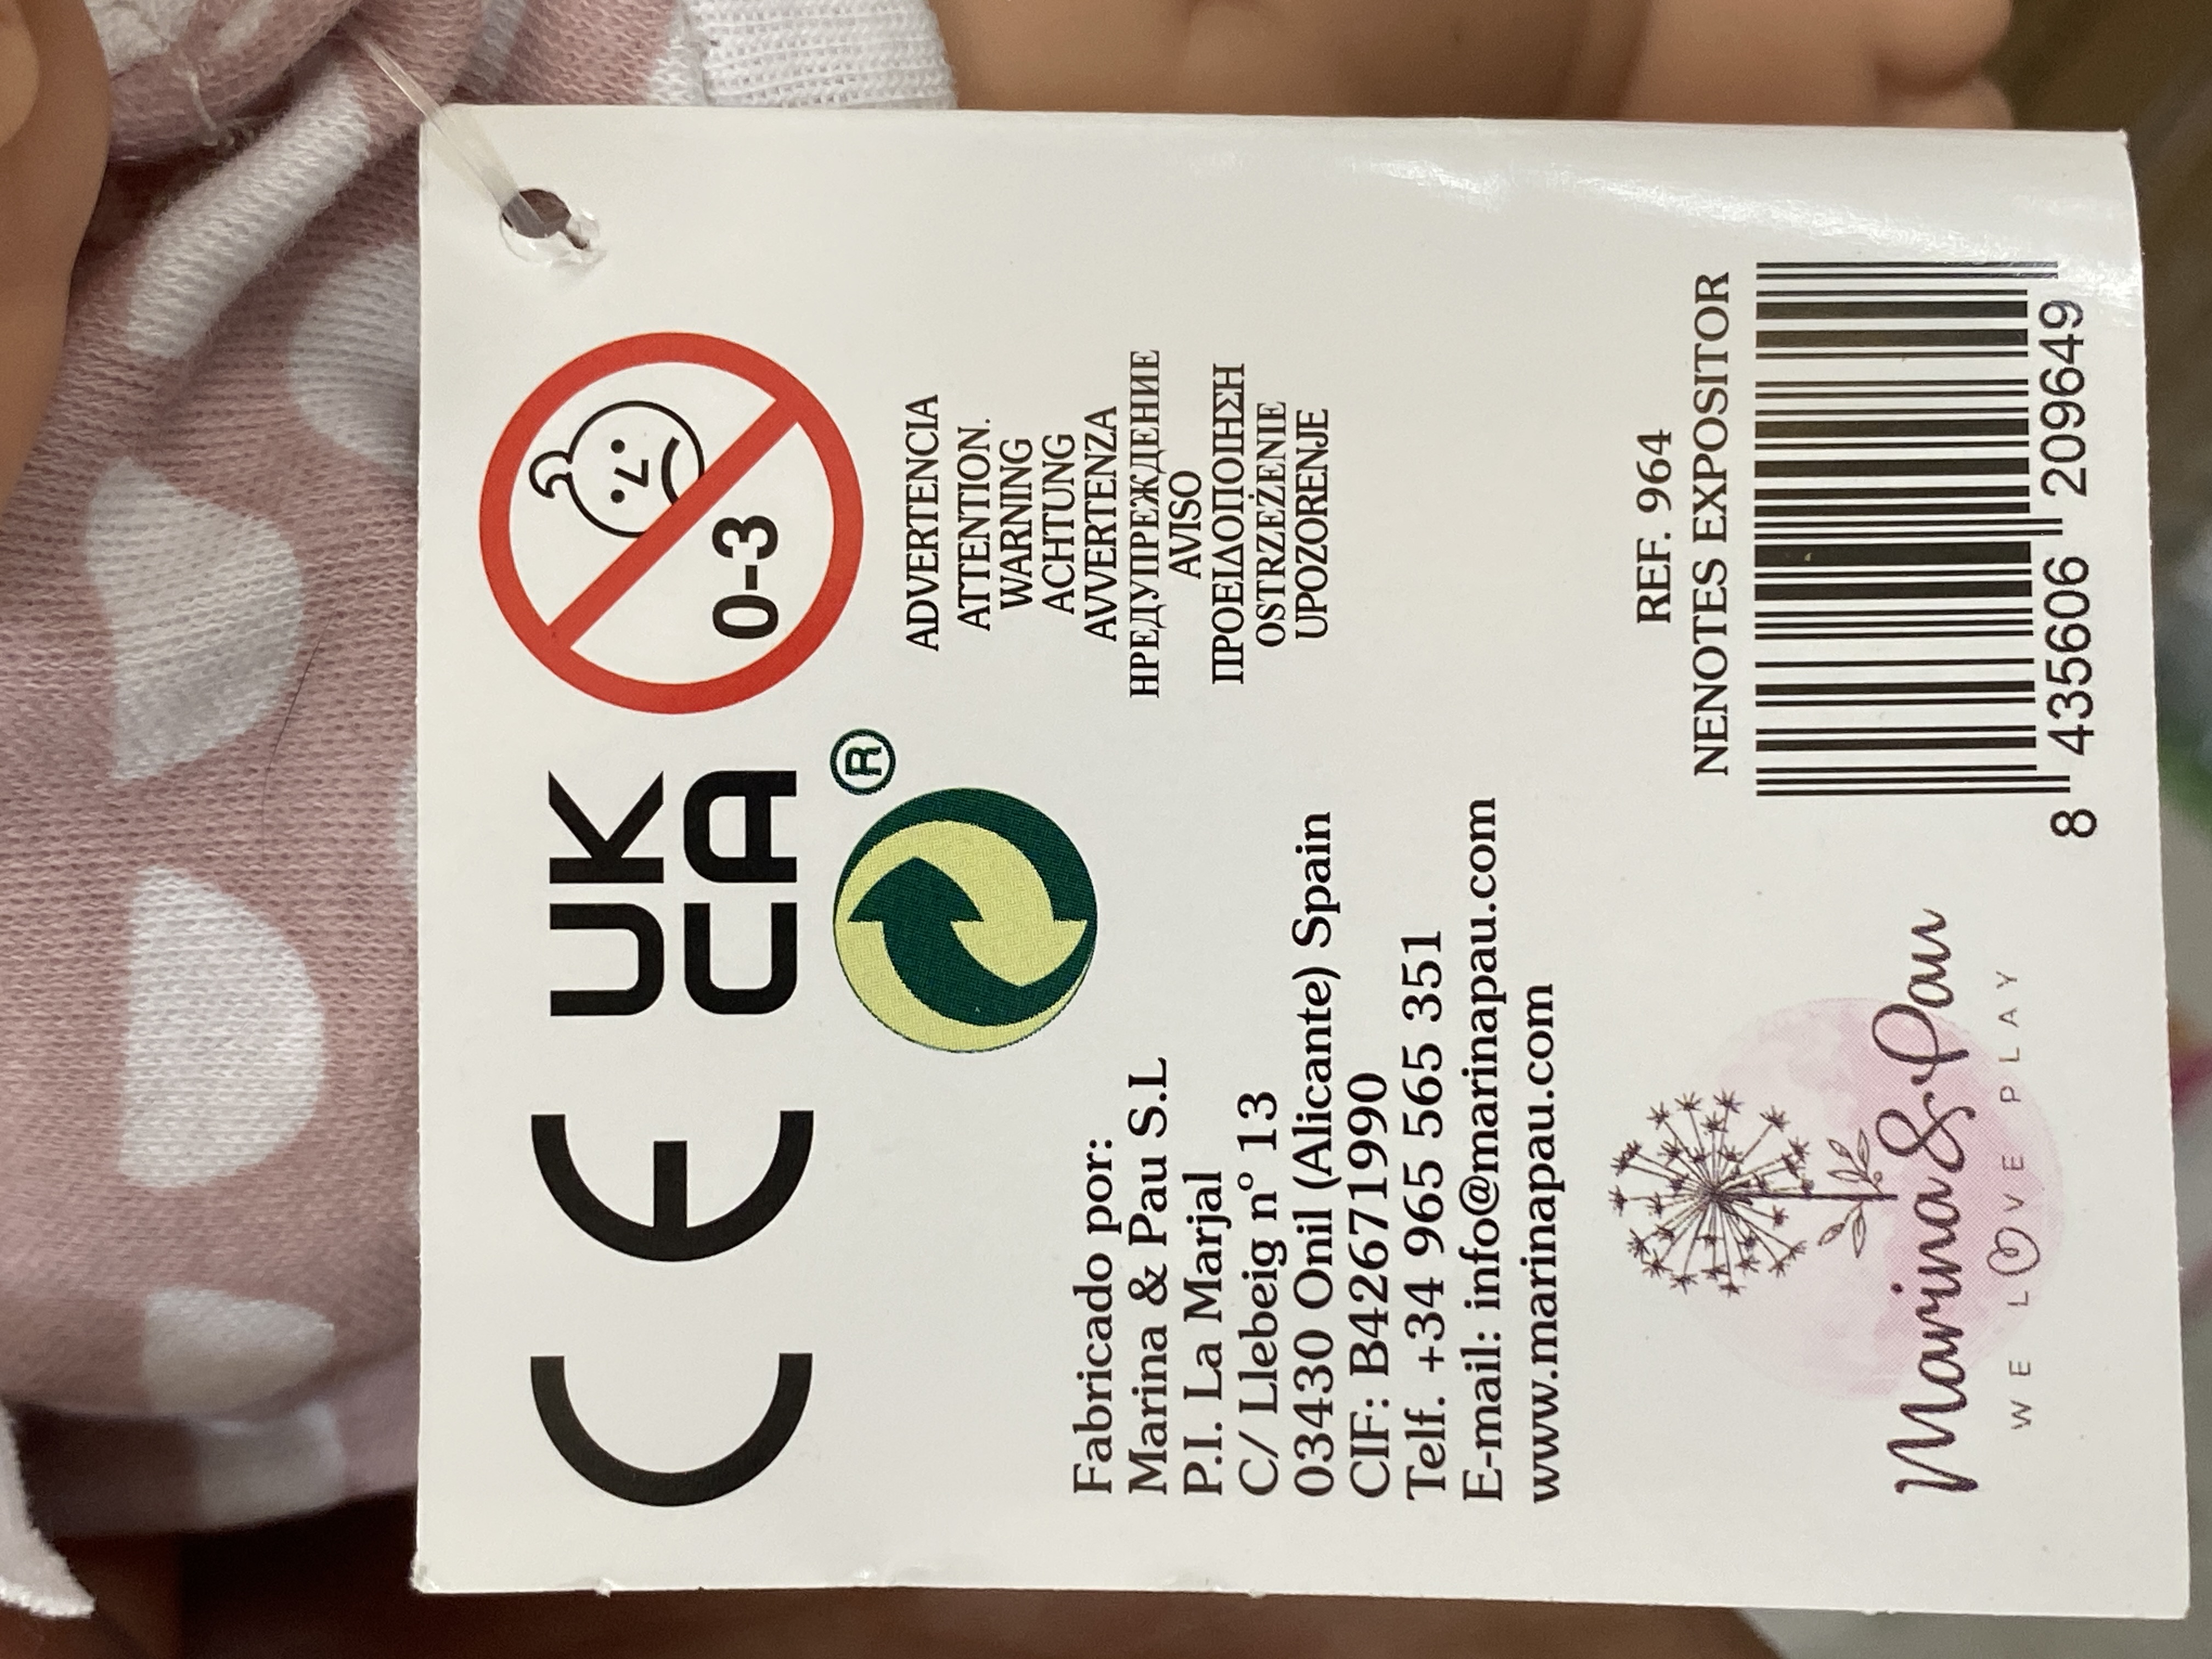 CE
UK
CA
0-3
®
ADVERTENCIA
ATTENTION.
WARNING
ACHTUNG
AVVERTENZA
НРЕДУПРЕЖДЕНИЕ
AVISO
ΠΡΟΕΙΔΟΠΟΙΗΣΗ
OSTRZEŻENIE
UPOZORENJE
Fabricado por:
Marina & Pau S.L
P.I. La Marjal
C/ Llebeig nº 13
03430 Onil (Alicante) Spain
CIF: B42671990
Telf. +34 965 565 351
E-mail: info@marinapau.com
www.marinapau.com
REF. 964
NENOTES EXPOSITOR
8 435606 209649
Marina & Pau
WE LOVE PLAY